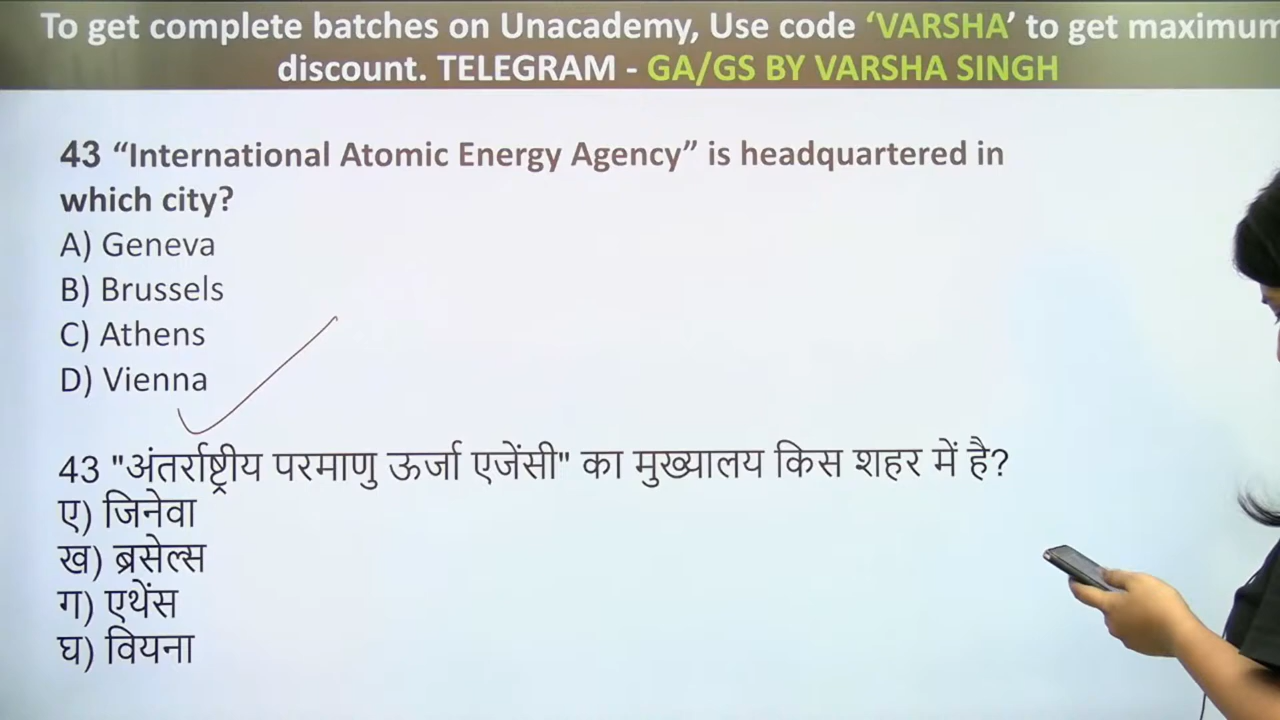 To get complete batches on Unacademy, Use code ‘VARSHA’ to get maximum
discount. TELEGRAM - GA/GS BY VARSHA SINGH
43 “International Atomic Energy Agency” is headquartered in
which city?
A) Geneva
B) Brussels
C) Athens
D) Vienna
43 "अंतर्राष्ट्रीय परमाणु ऊर्जा एजेंसी" का मुख्यालय किस शहर में है?
ए) जिनेवा
ख) ब्रसेल्स
ग) एथेंस
घ) वियना